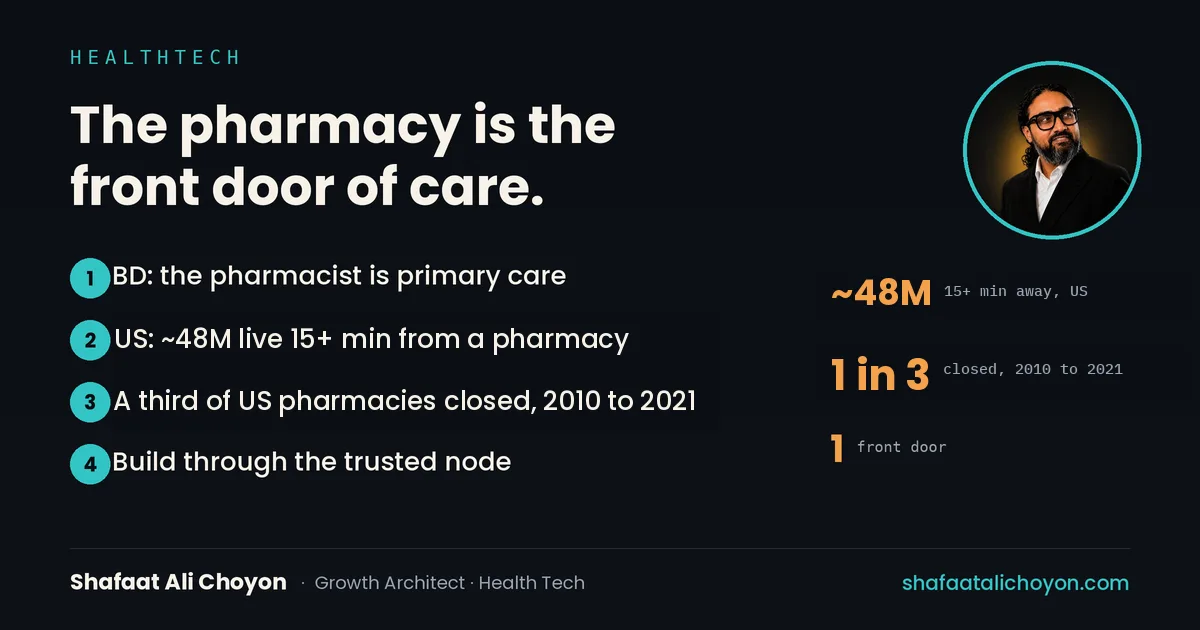 HEALTHTECH
The pharmacy is the
front door of care.
1 BD: the pharmacist is primary care
2 US: ~48M live 15+ min from a pharmacy
3 A third of US pharmacies closed, 2010 to 2021
4 Build through the trusted node
~48M 15+ min away, US
1 in 3 closed, 2010 to 2021
1 front door
Shafaat Ali Choyon · Growth Architect · Health Tech
shafaatalichoyon.com